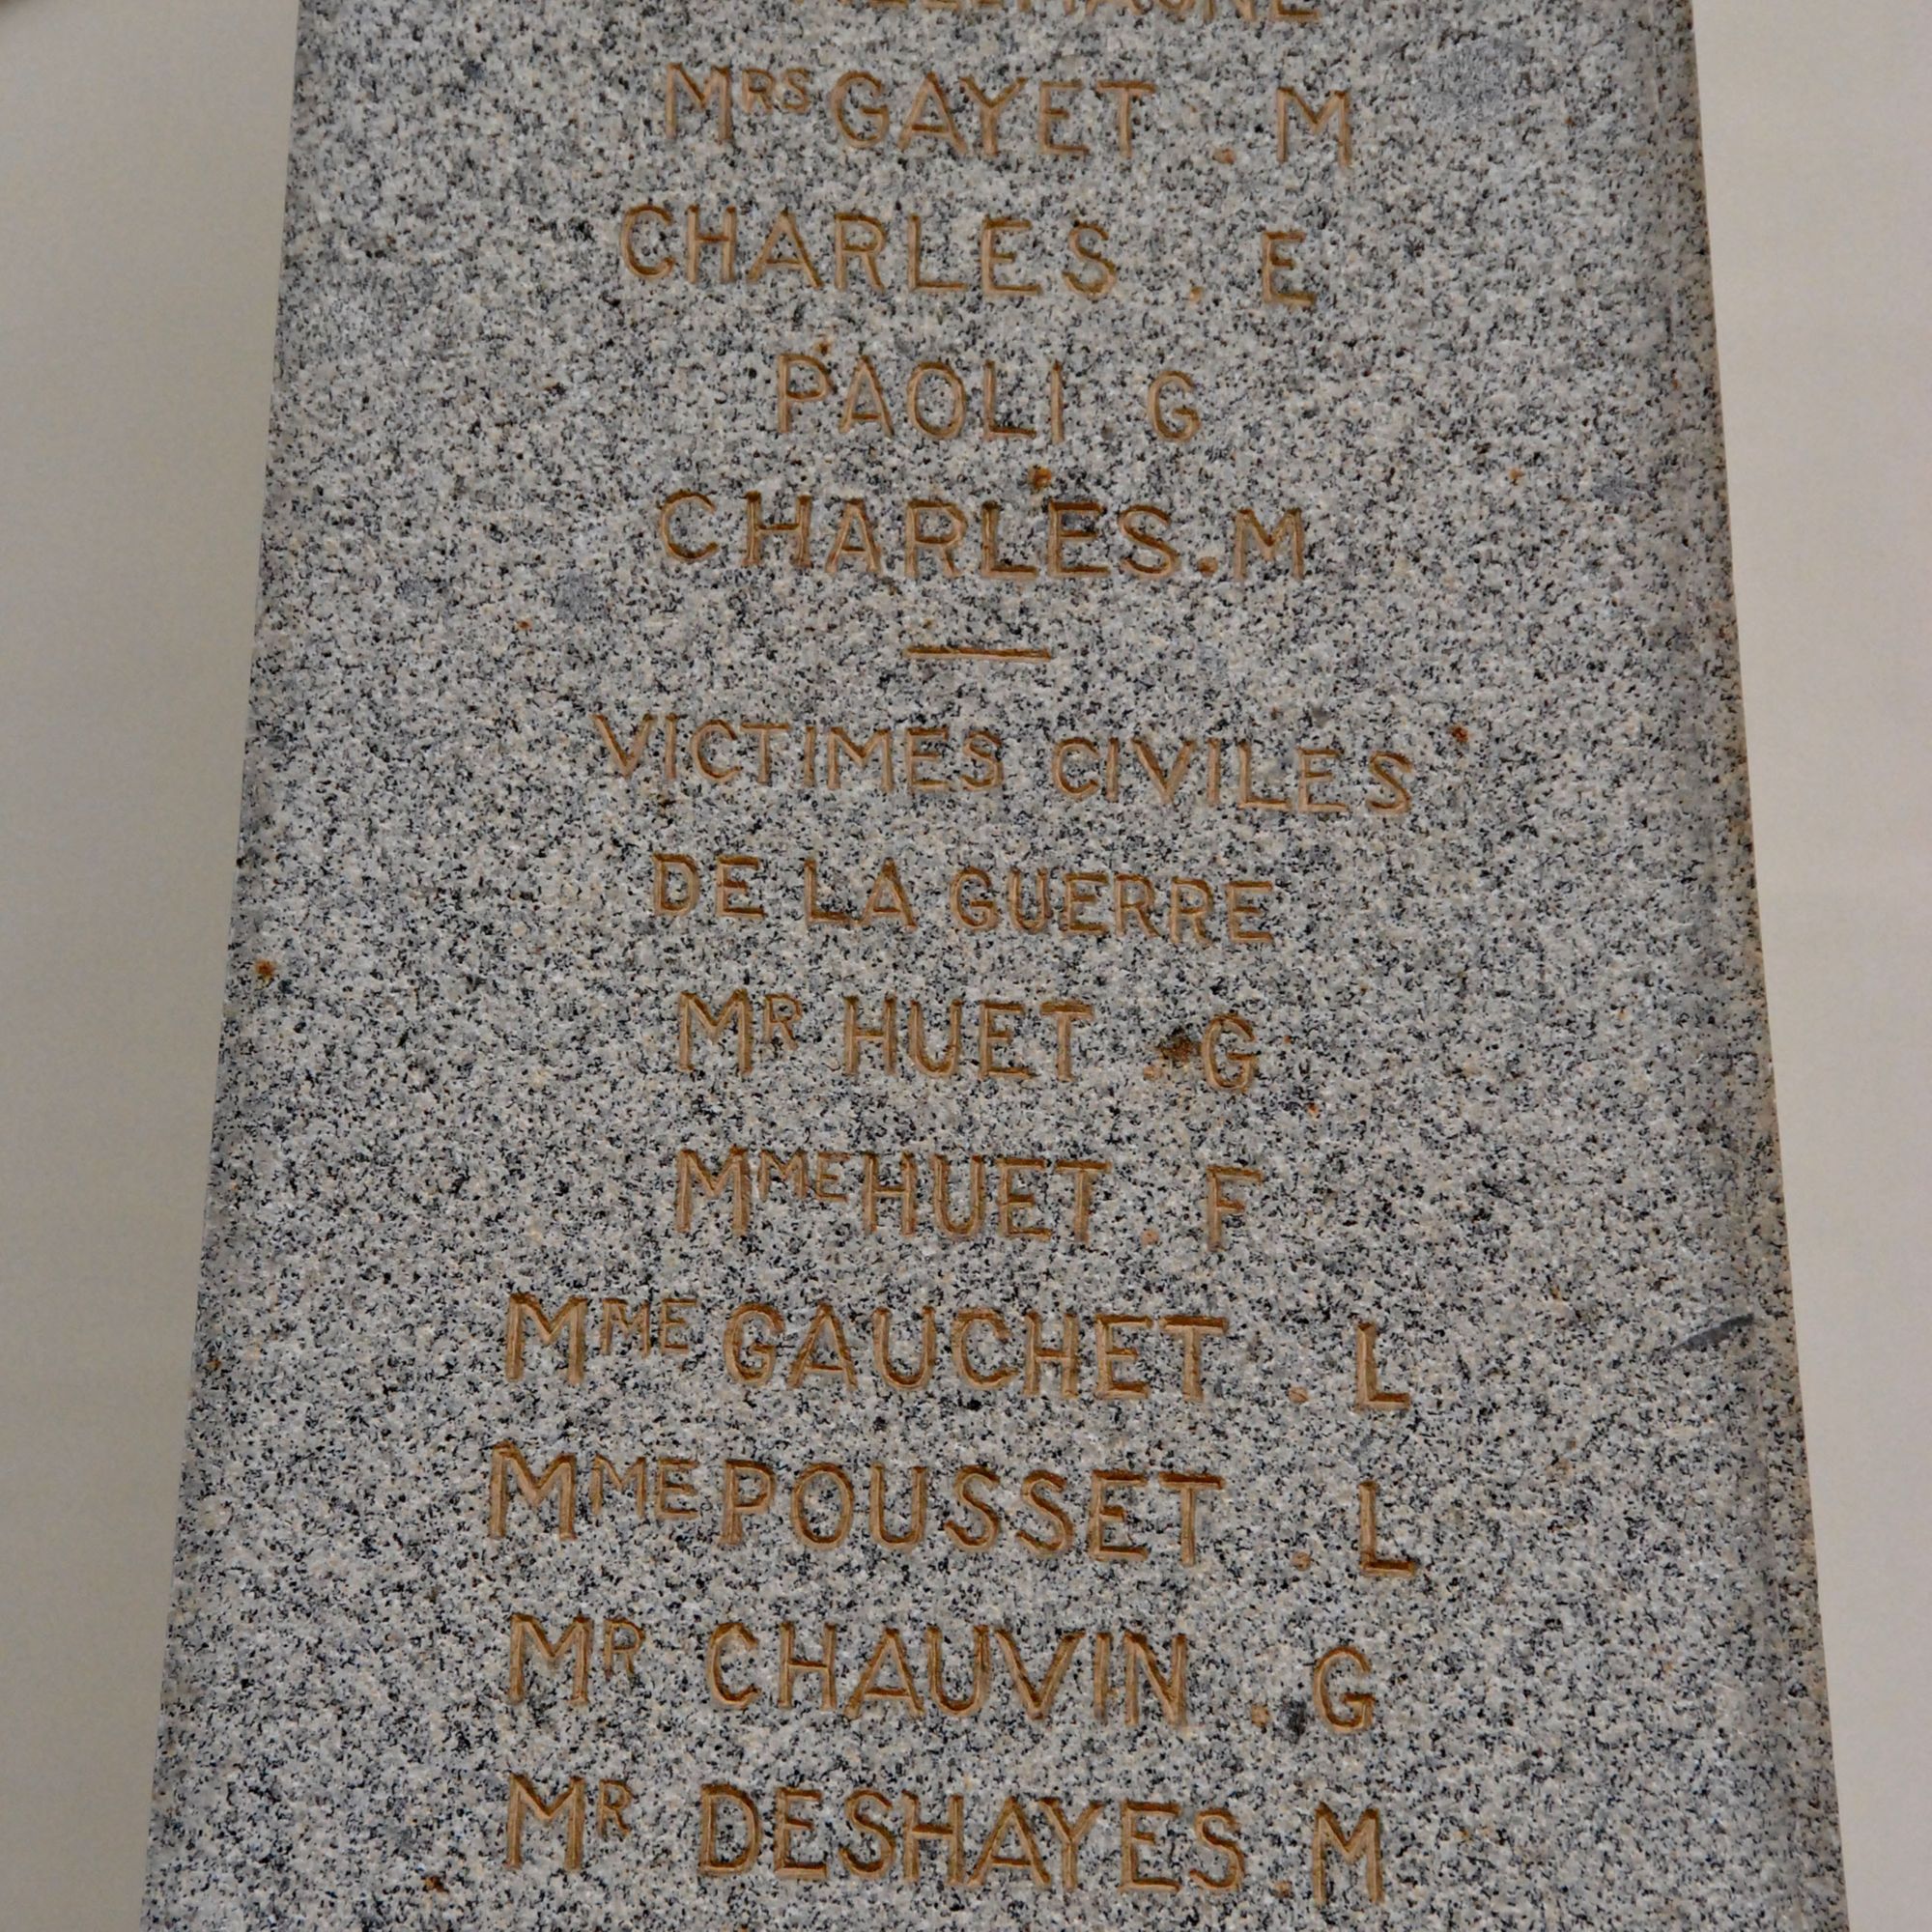 ALLEMAGNE
MRS GAYET . M
CHARLES . E
PAOLI G
CHARLES . M
VICTIMES CIVILES
DE LA GUERRE
MR HUET . G
MME HUET . F
MME GAUCHET . L
MME POUSSET . L
MR CHAUVIN . G
MR DESHAYES . M